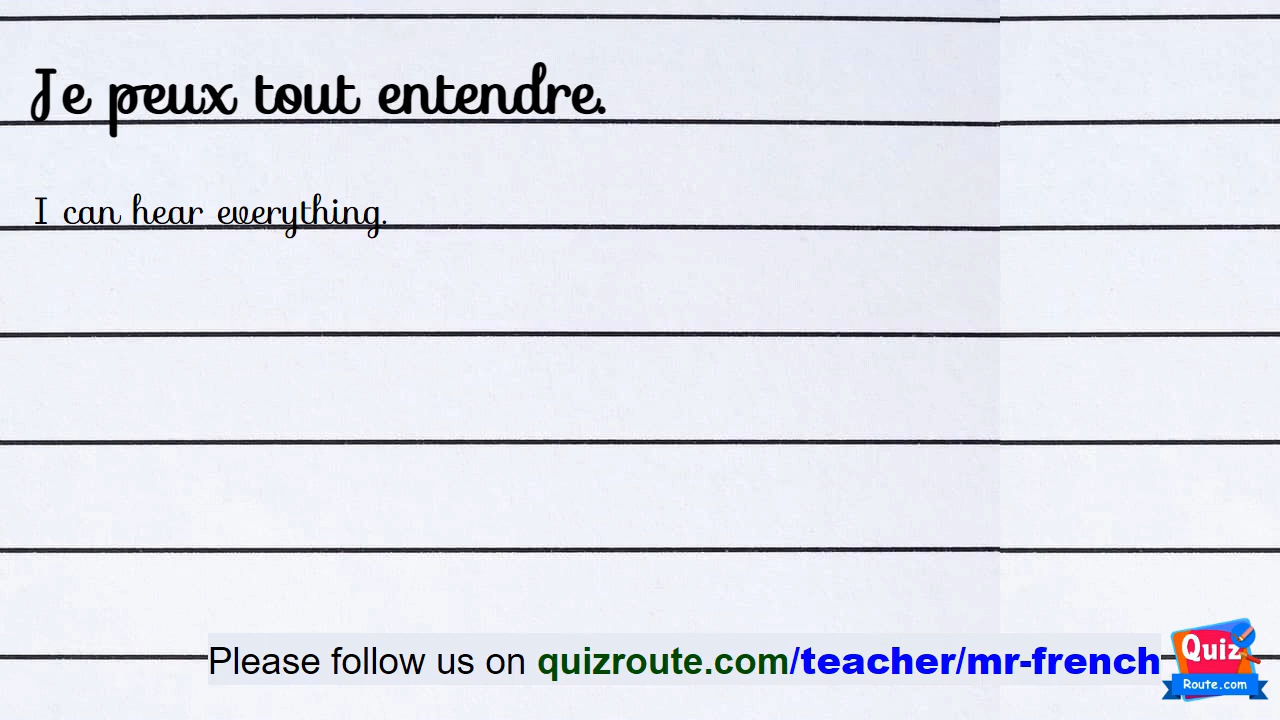 Je peux tout entendre.
I can hear everything.
Please follow us on quizroute.com/teacher/mr-french
Quiz
Route.com